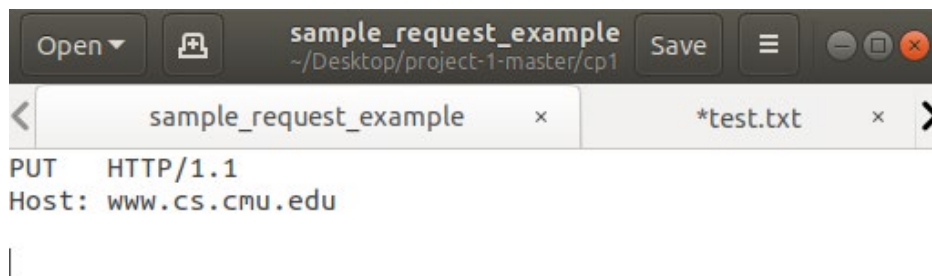 Open sample_request_example Save
~/Desktop/project-1-master/cp1
sample_request_example × *test.txt ×
PUT   HTTP/1.1
Host: www.cs.cmu.edu